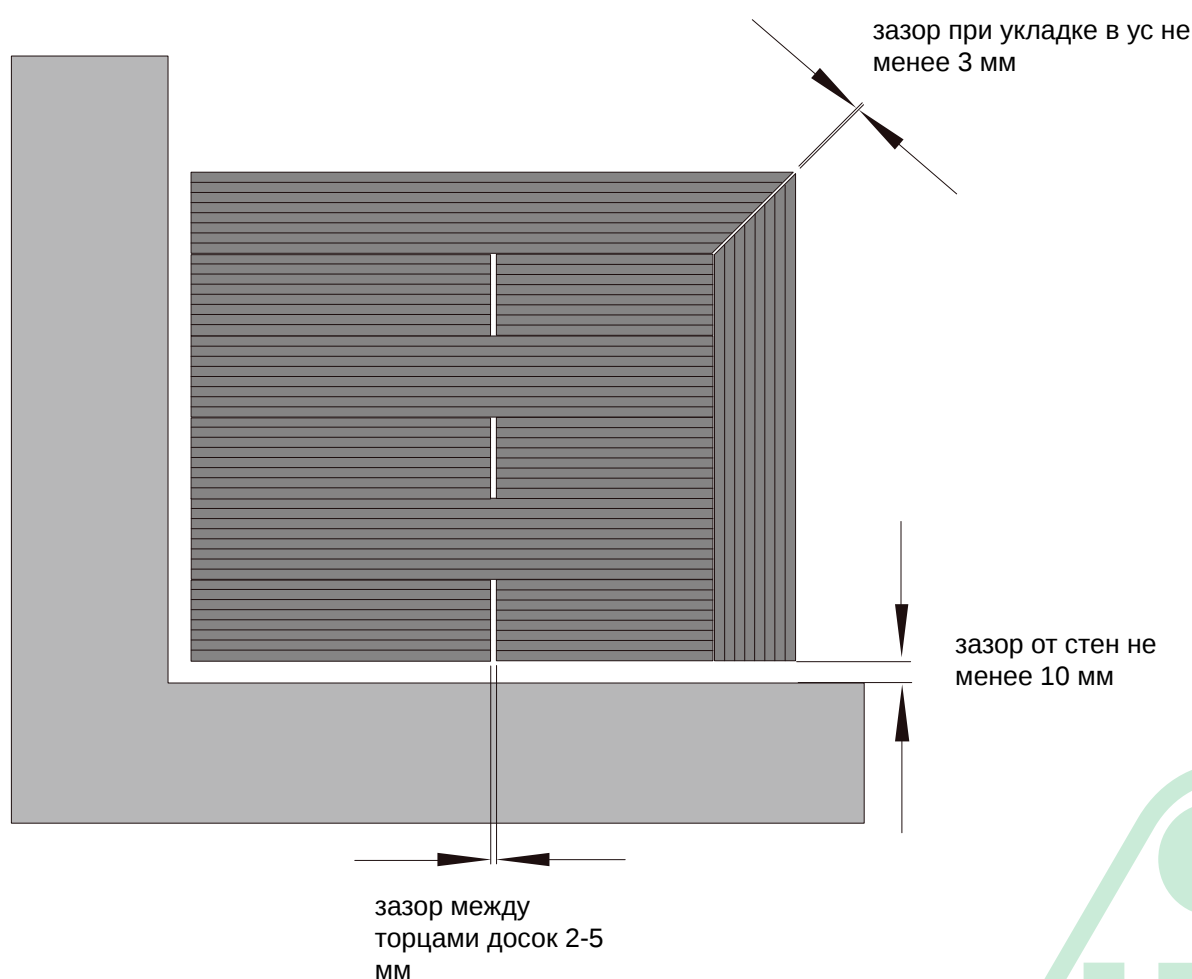 зазор при укладке в ус не
менее 3 мм
зазор от стен не
менее 10 мм
зазор между
торцами досок 2-5
мм